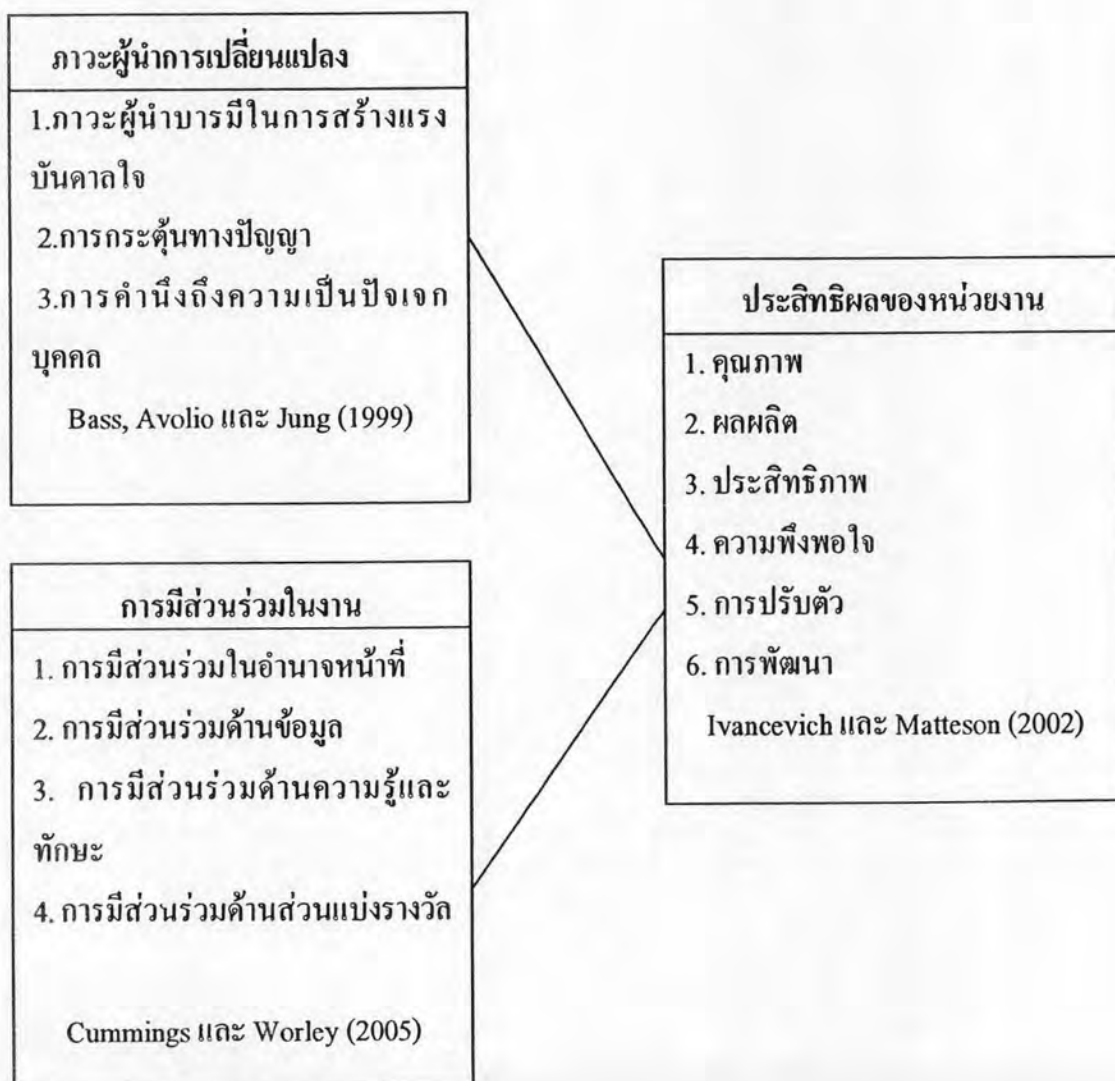 ภาวะผู้นำการเปลี่ยนแปลง
1.ภาวะผู้นำบารมีในการสร้างแรง
บันดาลใจ
2.การกระตุ้นทางปัญญา
3.การคำนึงถึงความเป็นปัจเจก
บุคคล
Bass, Avolio และ Jung (1999)
การมีส่วนร่วมในงาน
1. การมีส่วนร่วมในอำนาจหน้าที่
2. การมีส่วนร่วมด้านข้อมูล
3. การมีส่วนร่วมด้านความรู้และ
ทักษะ
4. การมีส่วนร่วมด้านส่วนแบ่งรางวัล
Cummings และ Worley (2005)
ประสิทธิผลของหน่วยงาน
1. คุณภาพ
2. ผลผลิต
3. ประสิทธิภาพ
4. ความพึงพอใจ
5. การปรับตัว
6. การพัฒนา
Ivancevich และ Matteson (2002)